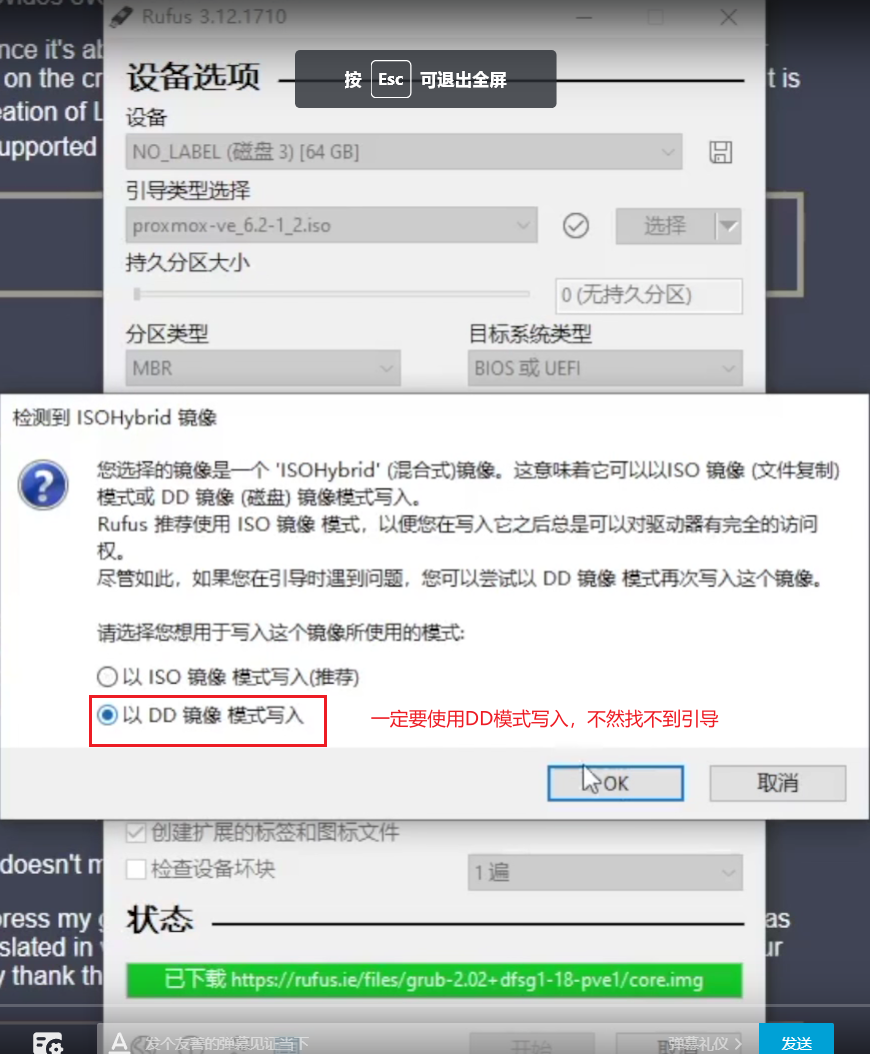 Rufus 3.12.1710
nce it's ab
设备选项
按 Esc 可退出全屏
on the cr
t is
eation of L
设备
upported
NO_LABEL (磁盘 3) [64 GB]
引导类型选择
proxmox-ve_6.2-1_2.iso
选择
持久分区大小
0 (无持久分区)
分区类型
目标系统类型
MBR
BIOS 或 UEFI
检测到 ISOHybrid 镜像
您选择的镜像是一个 'ISOHybrid' (混合式)镜像。这意味着它可以以ISO 镜像 (文件复制)
模式或 DD 镜像 (磁盘) 镜像模式写入。
Rufus 推荐使用 ISO 镜像 模式，以便您在写入它之后总是可以对驱动器有完全的访问
权。
尽管如此，如果您在引导时遇到问题，您可以尝试以 DD 镜像 模式再次写入这个镜像。
请选择您想用于写入这个镜像所使用的模式:
以 ISO 镜像 模式写入(推荐)
以 DD 镜像 模式写入
一定要使用DD模式写入，不然找不到引导
OK
取消
创建扩展的标签和图标文件
doesn't m
检查设备坏块
1 遍
press my g
状态
as
slated in v
ur
y thank th
已下载 https://rufus.ie/files/grub-2.02+dfsg1-18-pve1/core.img
发个友善的弹幕见证当下
开始
弹幕礼仪
发送